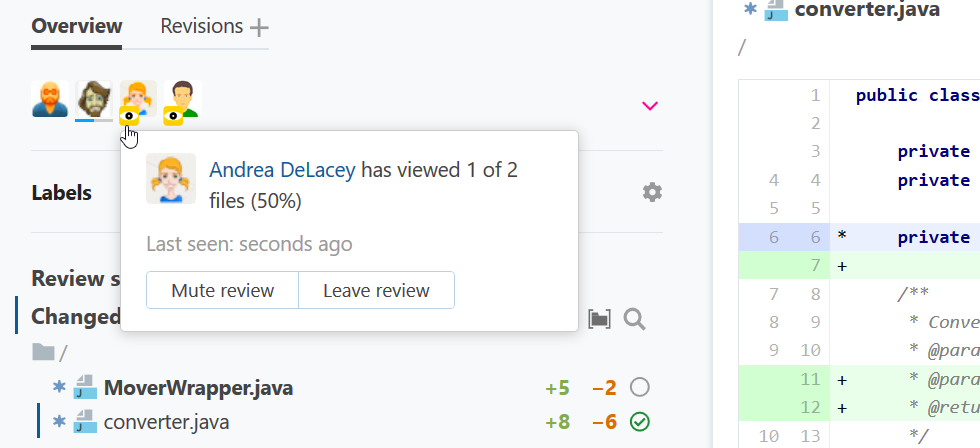 Overview Revisions
Andrea DeLacey has viewed 1 of 2
files (50%)
Last seen: seconds ago
Mute review Leave review
Labels
Review s
Changed
/
* MoverWrapper.java +5 −2
* converter.java +8 −6
* converter.java
/
1 public class
2
3 private
4 4 private
5 5
6 6 * private
7 +
7 8 /**
8 9 * Conve
9 10 * @para
11 + * @para
12 + * @retu
10 13 */